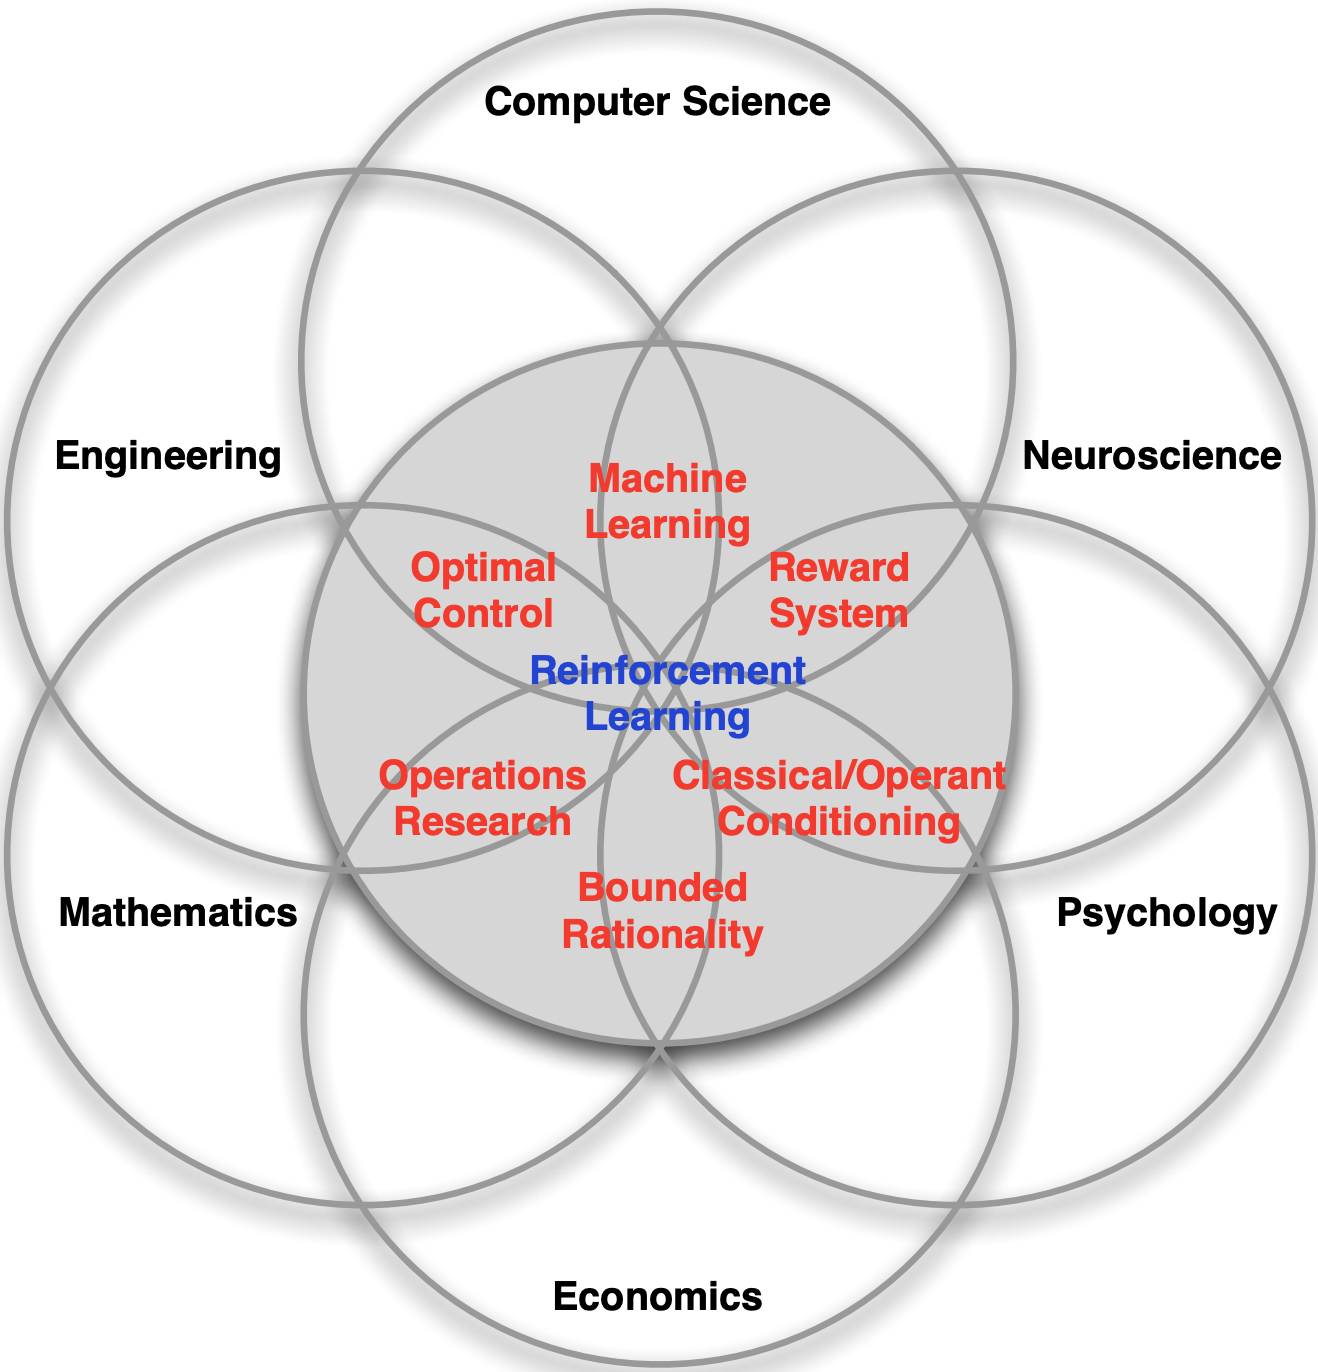 Computer Science
Engineering
Neuroscience
Machine
Learning
Optimal
Control
Reward
System
Reinforcement
Learning
Operations
Research
Classical/Operant
Conditioning
Bounded
Rationality
Mathematics
Psychology
Economics